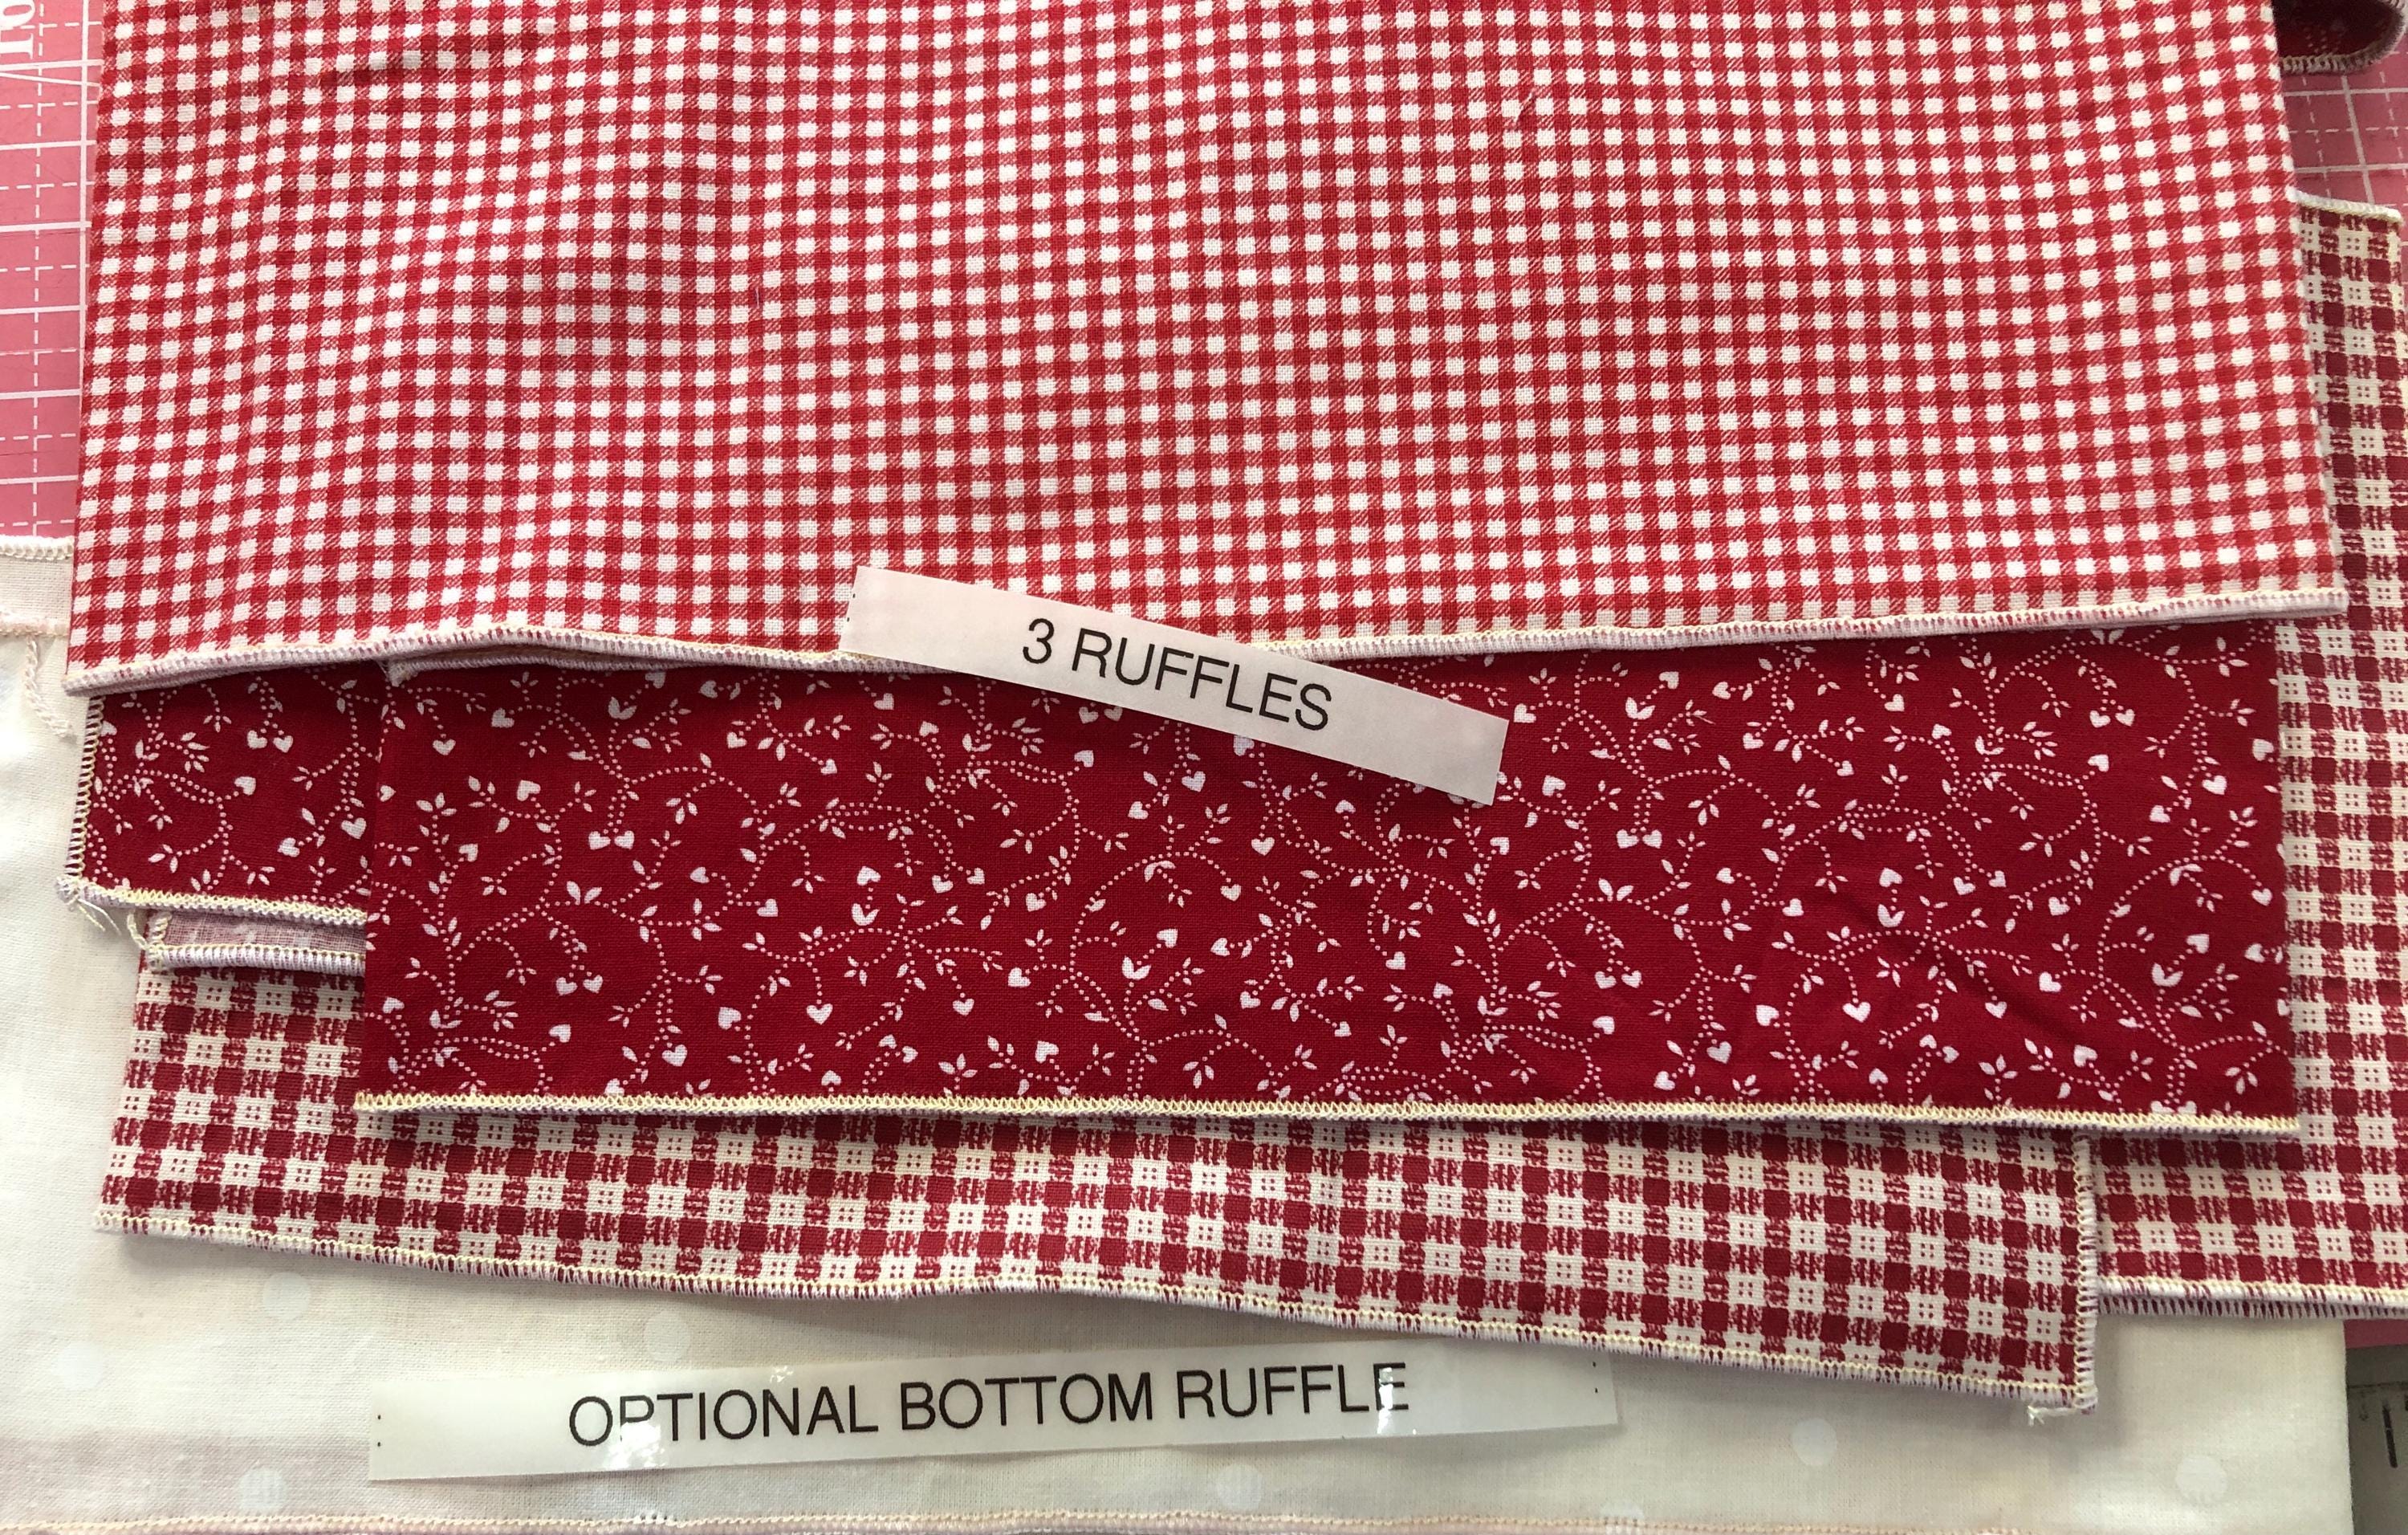 3 RUFFLES
OPTIONAL BOTTOM RUFFLE